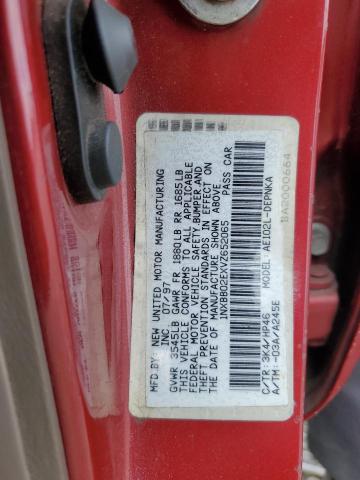 MFD.BY: NEW UNITED MOTOR MANUFACTURING
INC. 07/97
GVWR 3545LB GAWR FR 1880LB RR 1685LB
THIS VEHICLE CONFORMS TO ALL APPLICABLE
FEDERAL MOTOR VEHICLE SAFETY,BUMPER,AND
THEFT PREVENTION STANDARDS IN EFFECT ON
THE DATE OF MANUFACTURE SHOWN ABOVE.
1NXBB02EXVZ652065 PASS CAR
C/TR:3K4/HP46 MODEL:AE102L-DEPNKA
A/TM:-03A/A245E
BA2000664